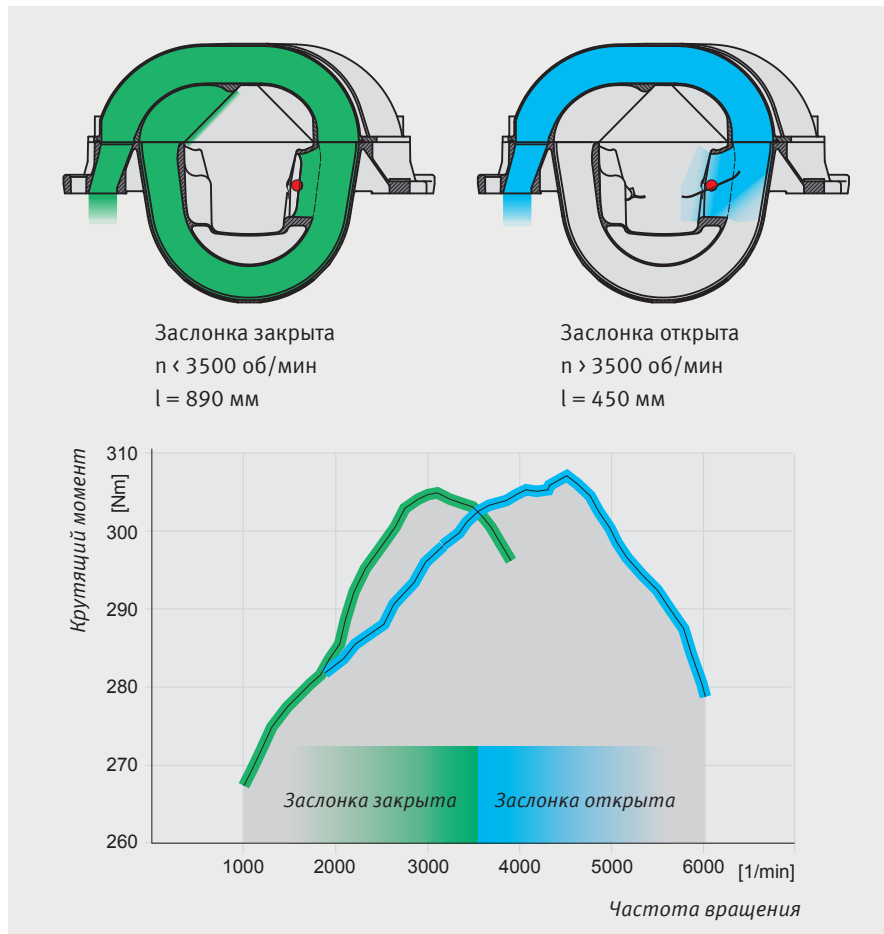 Заслонка закрыта
n < 3500 об/мин
l = 890 мм
Заслонка открыта
n > 3500 об/мин
l = 450 мм
Крутящий момент
[Nm]
310
300
290
280
270
260
Заслонка закрыта
Заслонка открыта
1000 2000 3000 4000 5000 6000 [1/min]
Частота вращения